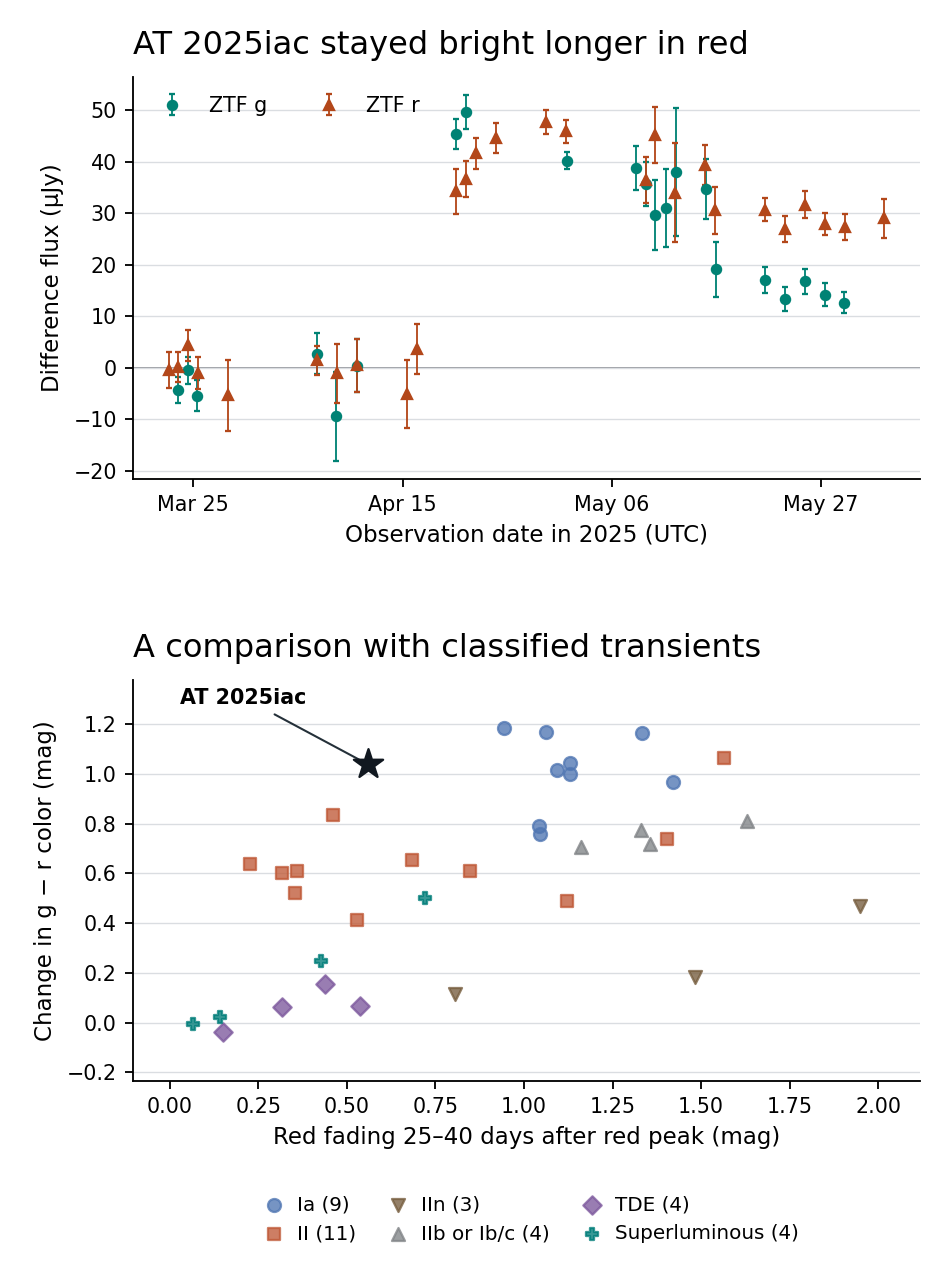 AT 2025iac stayed bright longer in red
ZTF g
ZTF r
50
40
30
20
10
0
−10
−20
Difference flux (μJy)
Mar 25
Apr 15
May 06
May 27
Observation date in 2025 (UTC)
A comparison with classified transients
AT 2025iac
1.2
1.0
0.8
0.6
0.4
0.2
0.0
−0.2
Change in g − r color (mag)
0.00
0.25
0.50
0.75
1.00
1.25
1.50
1.75
2.00
Red fading 25–40 days after red peak (mag)
Ia (9)
II (11)
IIn (3)
IIb or Ib/c (4)
TDE (4)
Superluminous (4)